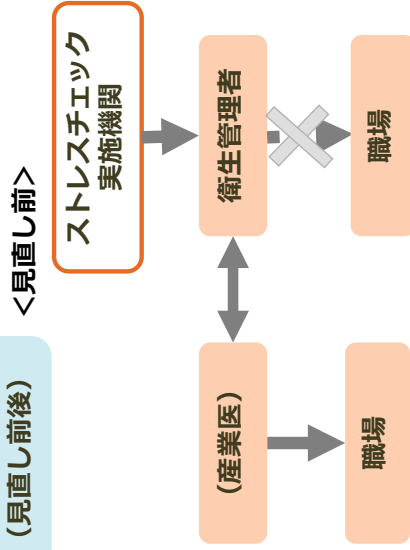 (見直し前後)
<見直し前>
ストレスチェック
実施機関
(産業医)
衛生管理者
職場
職場